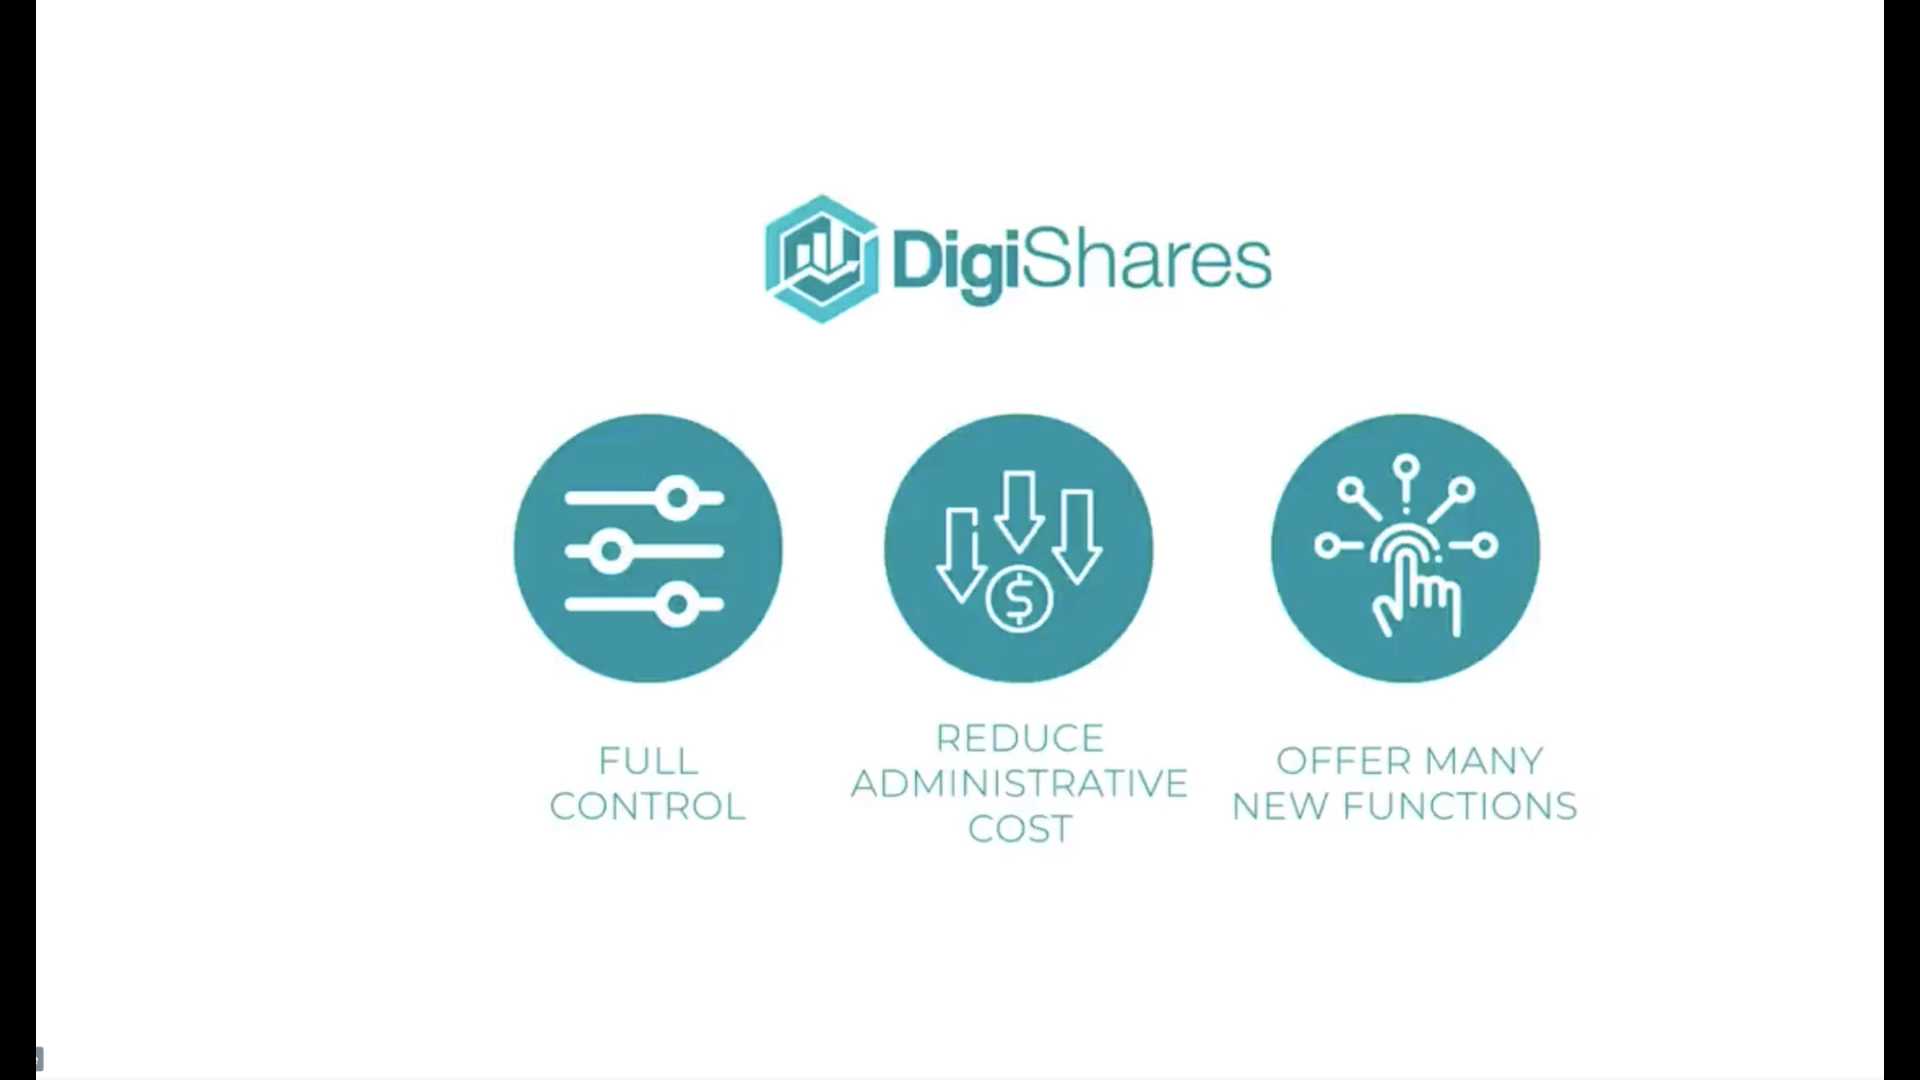 DigiShares
FULL
CONTROL
REDUCE
ADMINISTRATIVE
COST
$
OFFER MANY
NEW FUNCTIONS